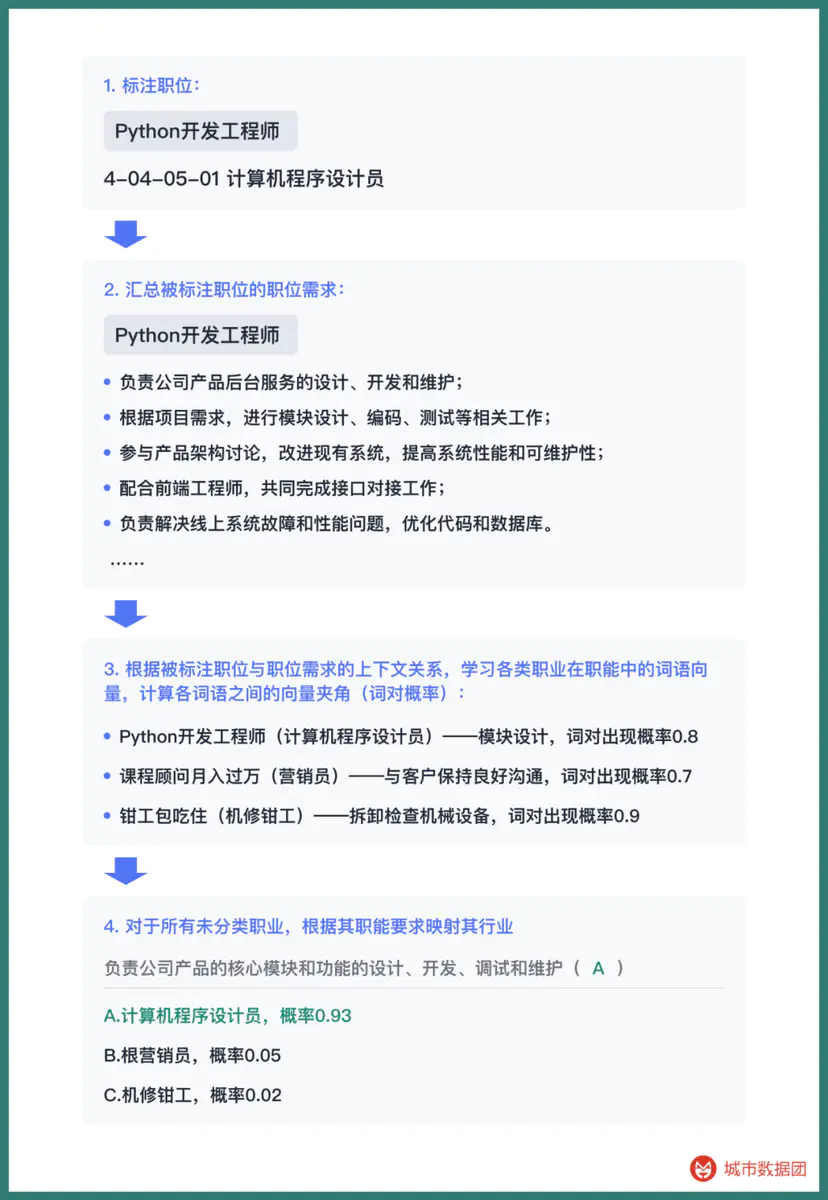 1. 标注职位：
Python开发工程师
4-04-05-01 计算机程序设计员
2. 汇总被标注职位的职位需求：
Python开发工程师
• 负责公司产品后台服务的设计、开发和维护；
• 根据项目需求，进行模块设计、编码、测试等相关工作；
• 参与产品架构讨论，改进现有系统，提高系统性能和可维护性；
• 配合前端工程师，共同完成接口对接工作；
• 负责解决线上系统故障和性能问题，优化代码和数据库。
......
3. 根据被标注职位与职位需求的上下文关系，学习各类职业在职能中的词语向
量，计算各词语之间的向量夹角（词对概率）：
• Python开发工程师（计算机程序设计员）——模块设计，词对出现概率0.8
• 课程顾问月入过万（营销员）——与客户保持良好沟通，词对出现概率0.7
• 钳工包吃住（机修钳工）——拆卸检查机械设备，词对出现概率0.9
4. 对于所有未分类职业，根据其职能要求映射其行业
负责公司产品的核心模块和功能的设计、开发、调试和维护（ A ）
A.计算机程序设计员，概率0.93
B.根营销员，概率0.05
C.机修钳工，概率0.02
城市数据团